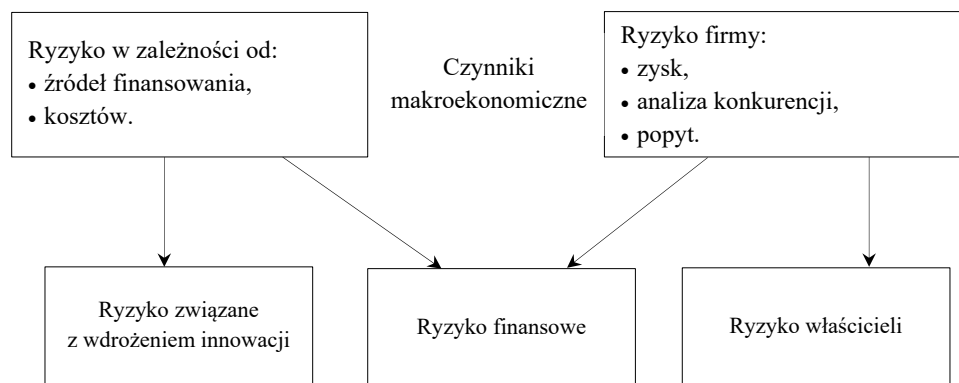 Ryzyko w zależności od:
• źródeł finansowania,
• kosztów.
Czynniki
makroekonomiczne
Ryzyko firmy:
• zysk,
• analiza konkurencji,
• popyt.
Ryzyko związane
z wdrożeniem innowacji
Ryzyko finansowe
Ryzyko właścicieli